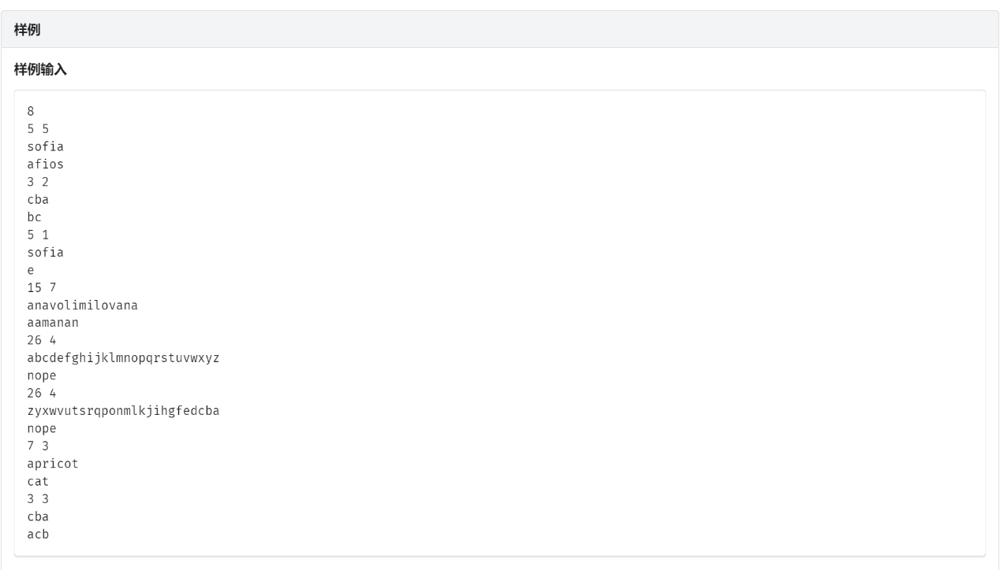 样例
样例输入
8
5 5
sofia
afios
3 2
cba
bc
5 1
sofia
e
15 7
anavolimilovana
aamanan
26 4
abcdefghijklmnopqrstuvwxyz
nope
26 4
zyxwvutsrqponmlkjihgfedcba
nope
7 3
apricot
cat
3 3
cba
acb